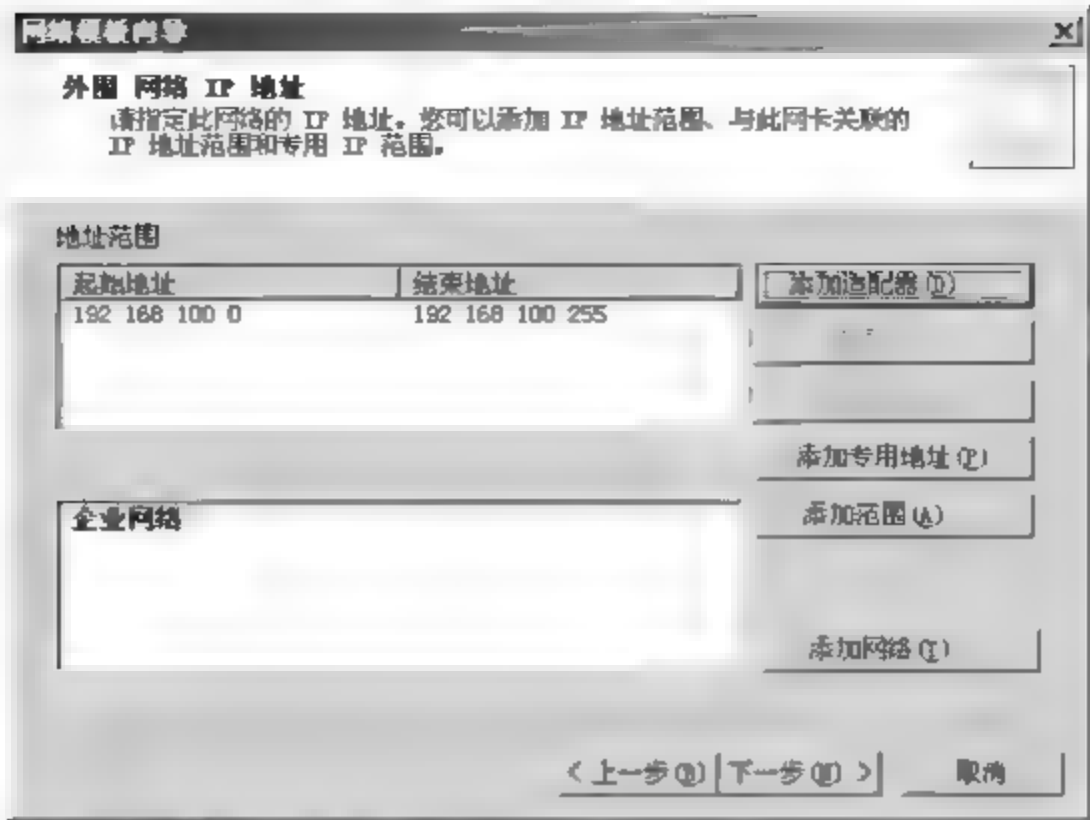 网络模板向导
外围 网络 IP 地址
请指定此网络的 IP 地址。您可以添加 IP 地址范围、与此网卡关联的
IP 地址范围和专用 IP 范围。
地址范围
起始地址 结束地址 添加适配器(D)
192 168 100 0 192 168 100 255
添加专用地址(P)
企业网络 添加范围(A)
添加网络(T)
< 上一步(B) 下一步(N) > 取消